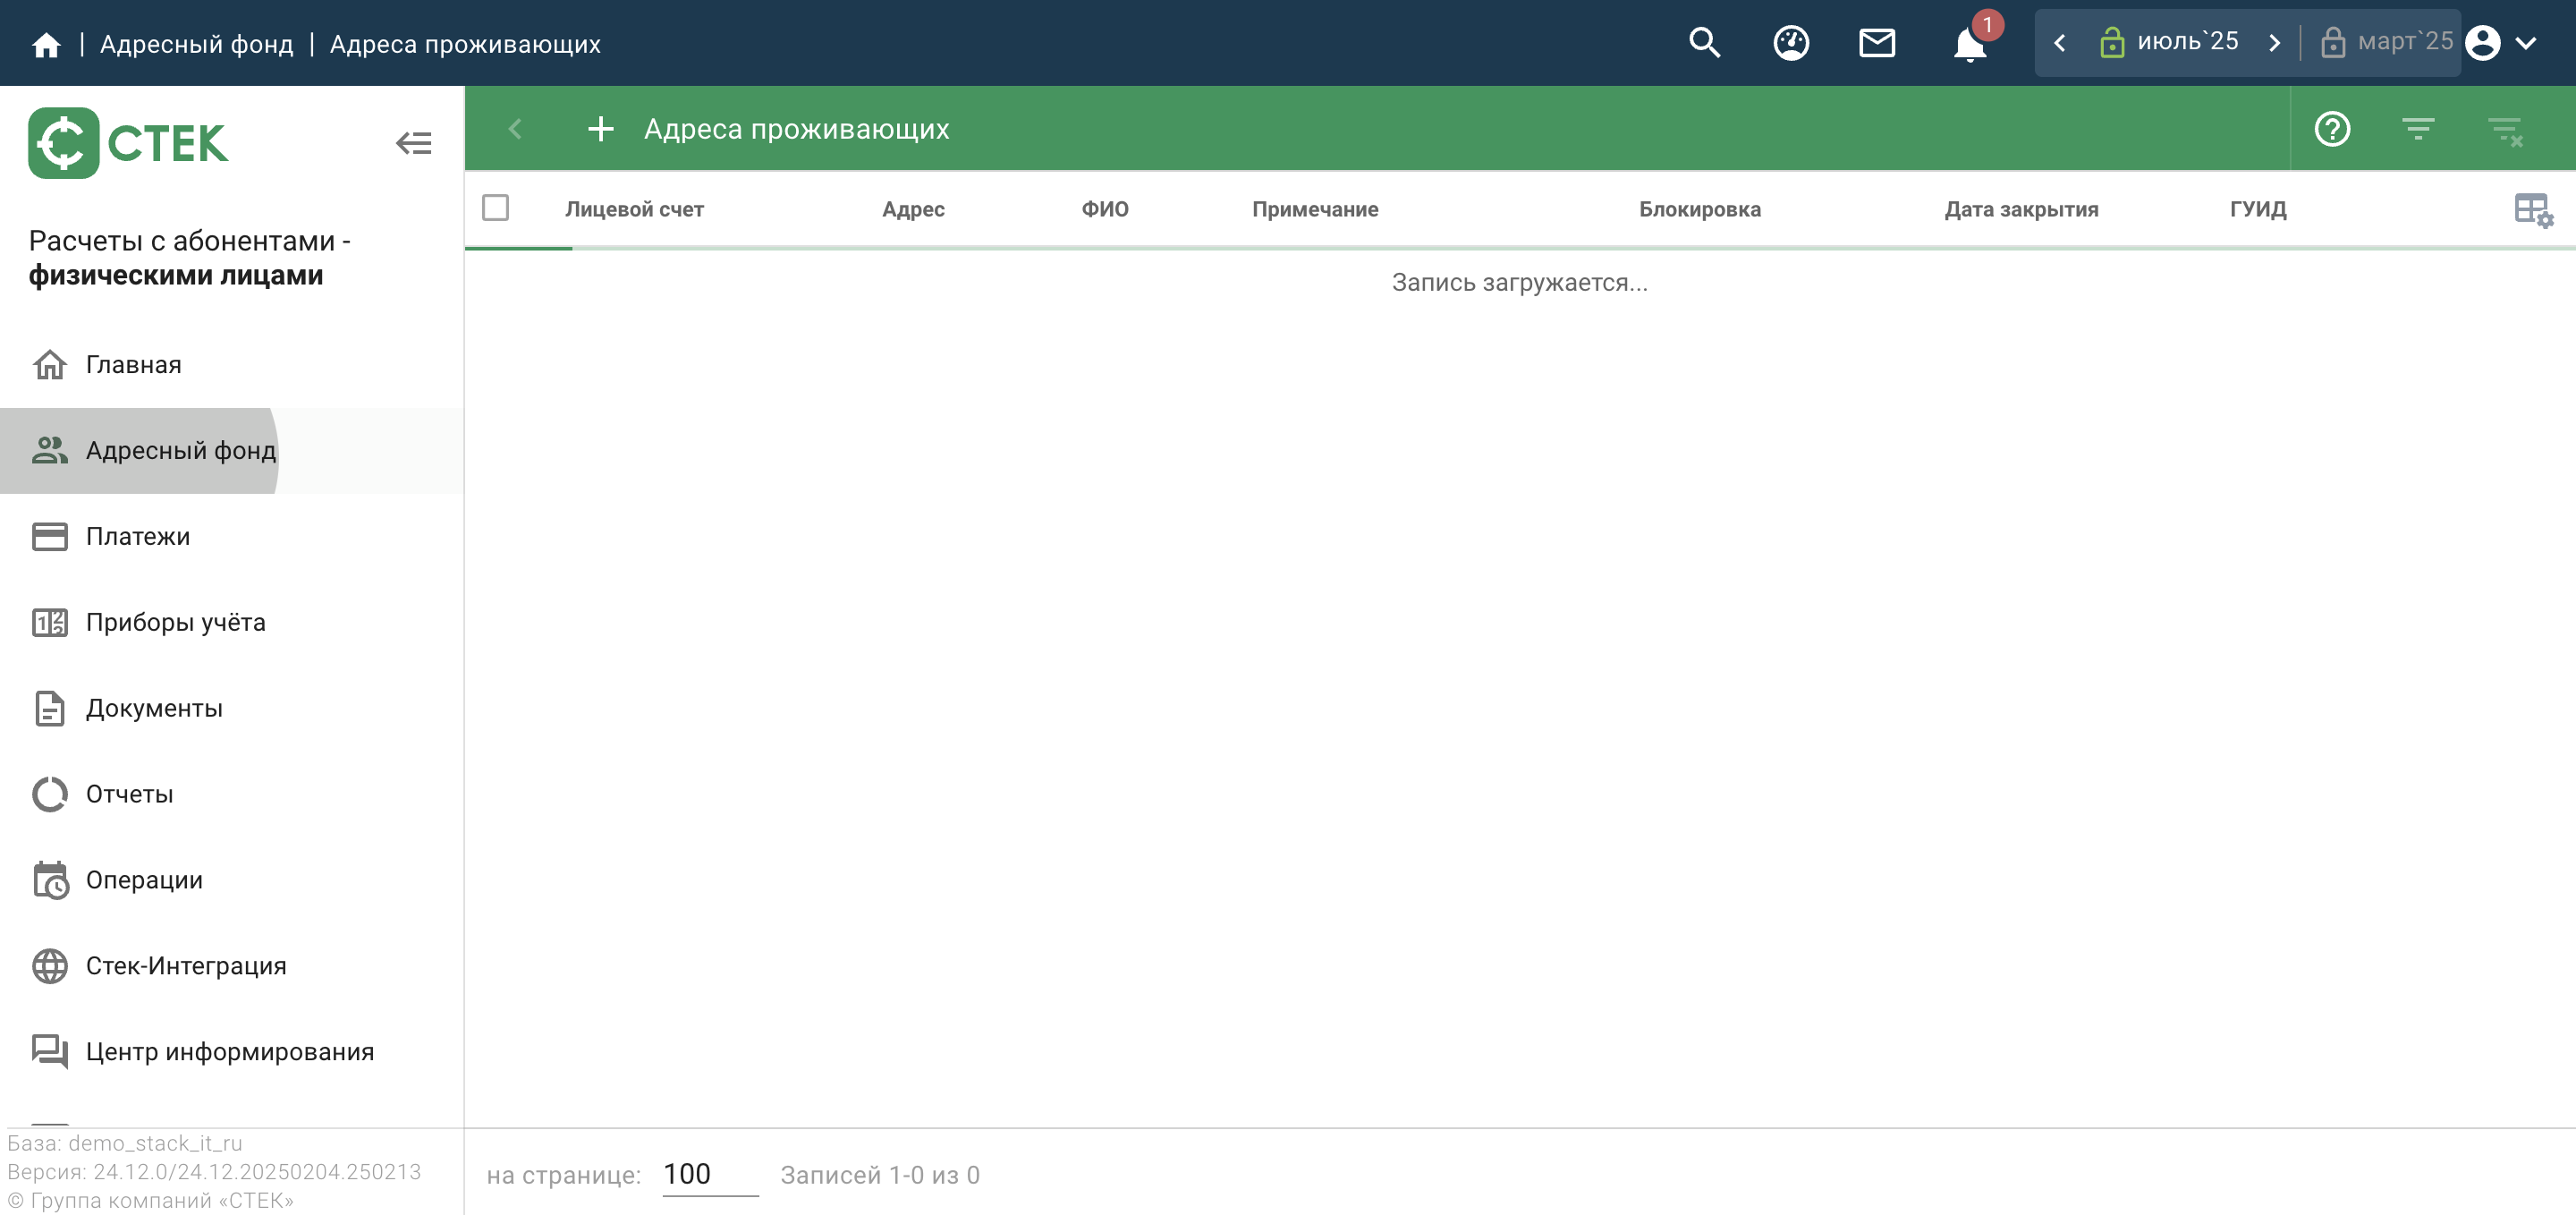 | Адресный фонд | Адреса проживающих
1
июль`25 | март`25
СТЕК
Адреса проживающих
Расчеты с абонентами -
физическими лицами
Лицевой счет Адрес ФИО Примечание Блокировка Дата закрытия ГУИД
Запись загружается...
Главная
Адресный фонд
Платежи
Приборы учёта
Документы
Отчеты
Операции
Стек-Интеграция
Центр информирования
База: demo_stack_it_ru
Версия: 24.12.0/24.12.20250204.250213
© Группа компаний «СТЕК»
на странице: 100 Записей 1-0 из 0